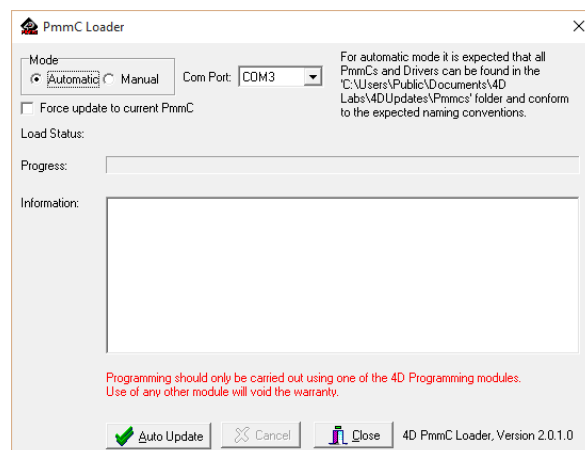 PmmC Loader
Mode
Automatic Manual
Com Port: COM3
For automatic mode it is expected that all
PmmCs and Drivers can be found in the
'C:\Users\Public\Documents\4D
Labs\4DUpdates\Pmmcs' folder and conform
to the expected naming conventions.
Force update to current PmmC
Load Status:
Progress:
Information:
Programming should only be carried out using one of the 4D Programming modules.
Use of any other module will void the warranty.
Auto Update Cancel Close 4D PmmC Loader, Version 2.0.1.0